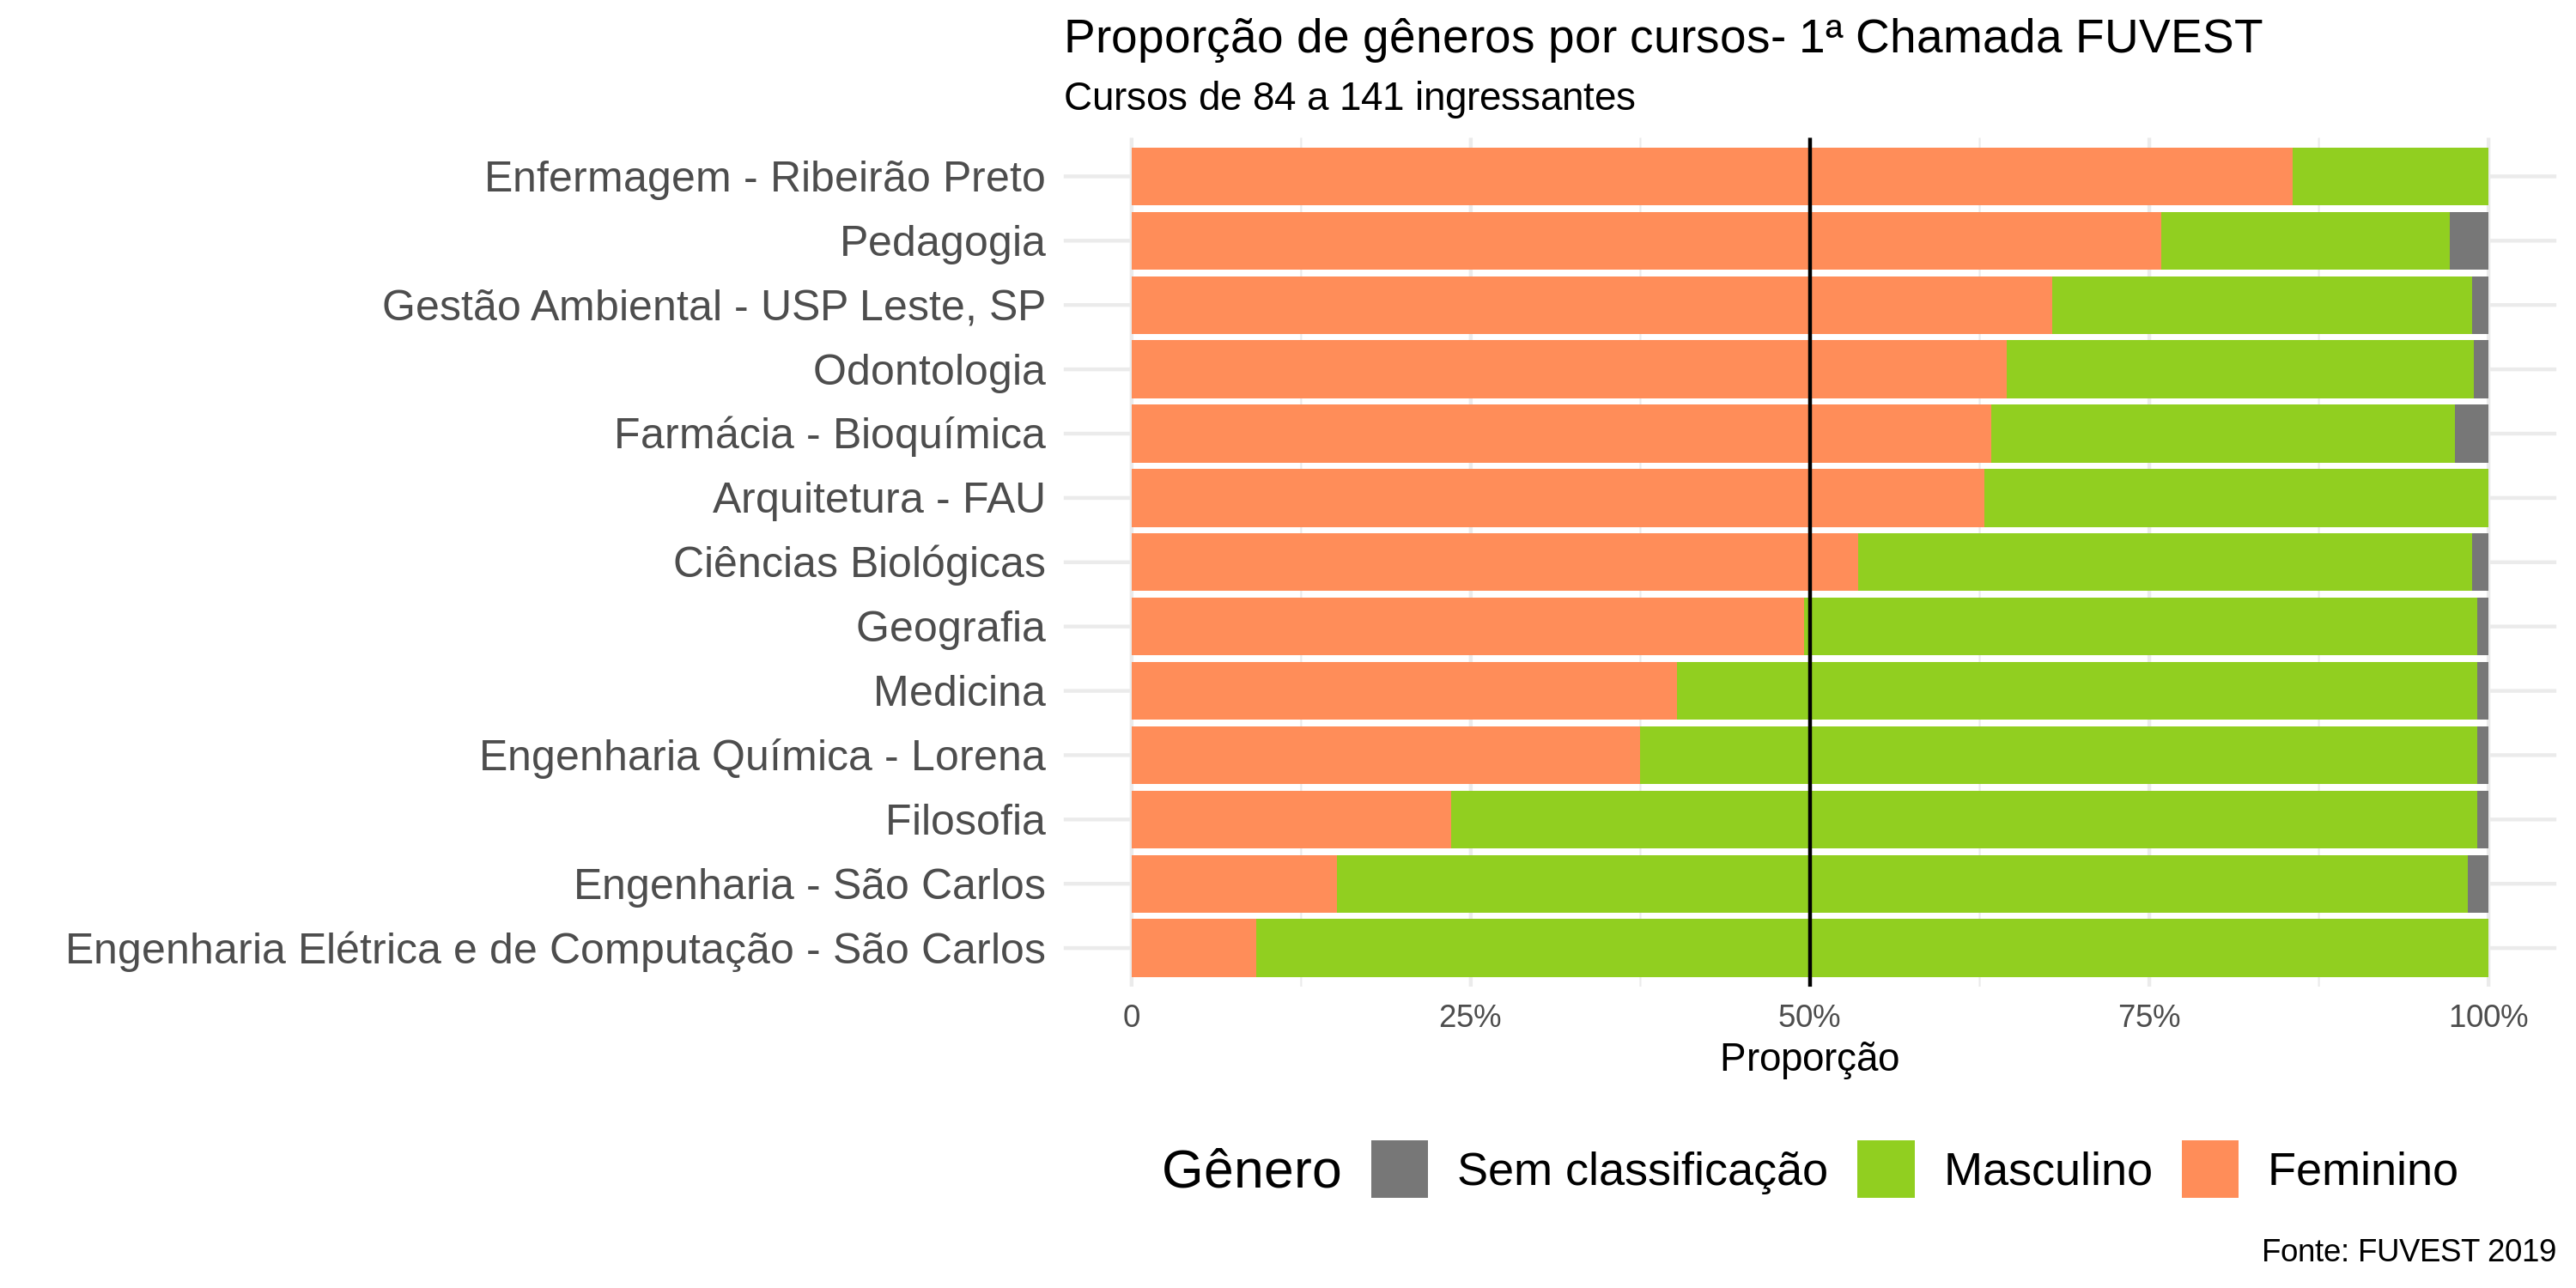 Proporção de gêneros por cursos- 1ª Chamada FUVEST
Cursos de 84 a 141 ingressantes
Enfermagem - Ribeirão Preto
Pedagogia
Gestão Ambiental - USP Leste, SP
Odontologia
Farmácia - Bioquímica
Arquitetura - FAU
Ciências Biológicas
Geografia
Medicina
Engenharia Química - Lorena
Filosofia
Engenharia - São Carlos
Engenharia Elétrica e de Computação - São Carlos
0 25% 50% 75% 100%
Proporção
Gênero Sem classificação Masculino Feminino
Fonte: FUVEST 2019